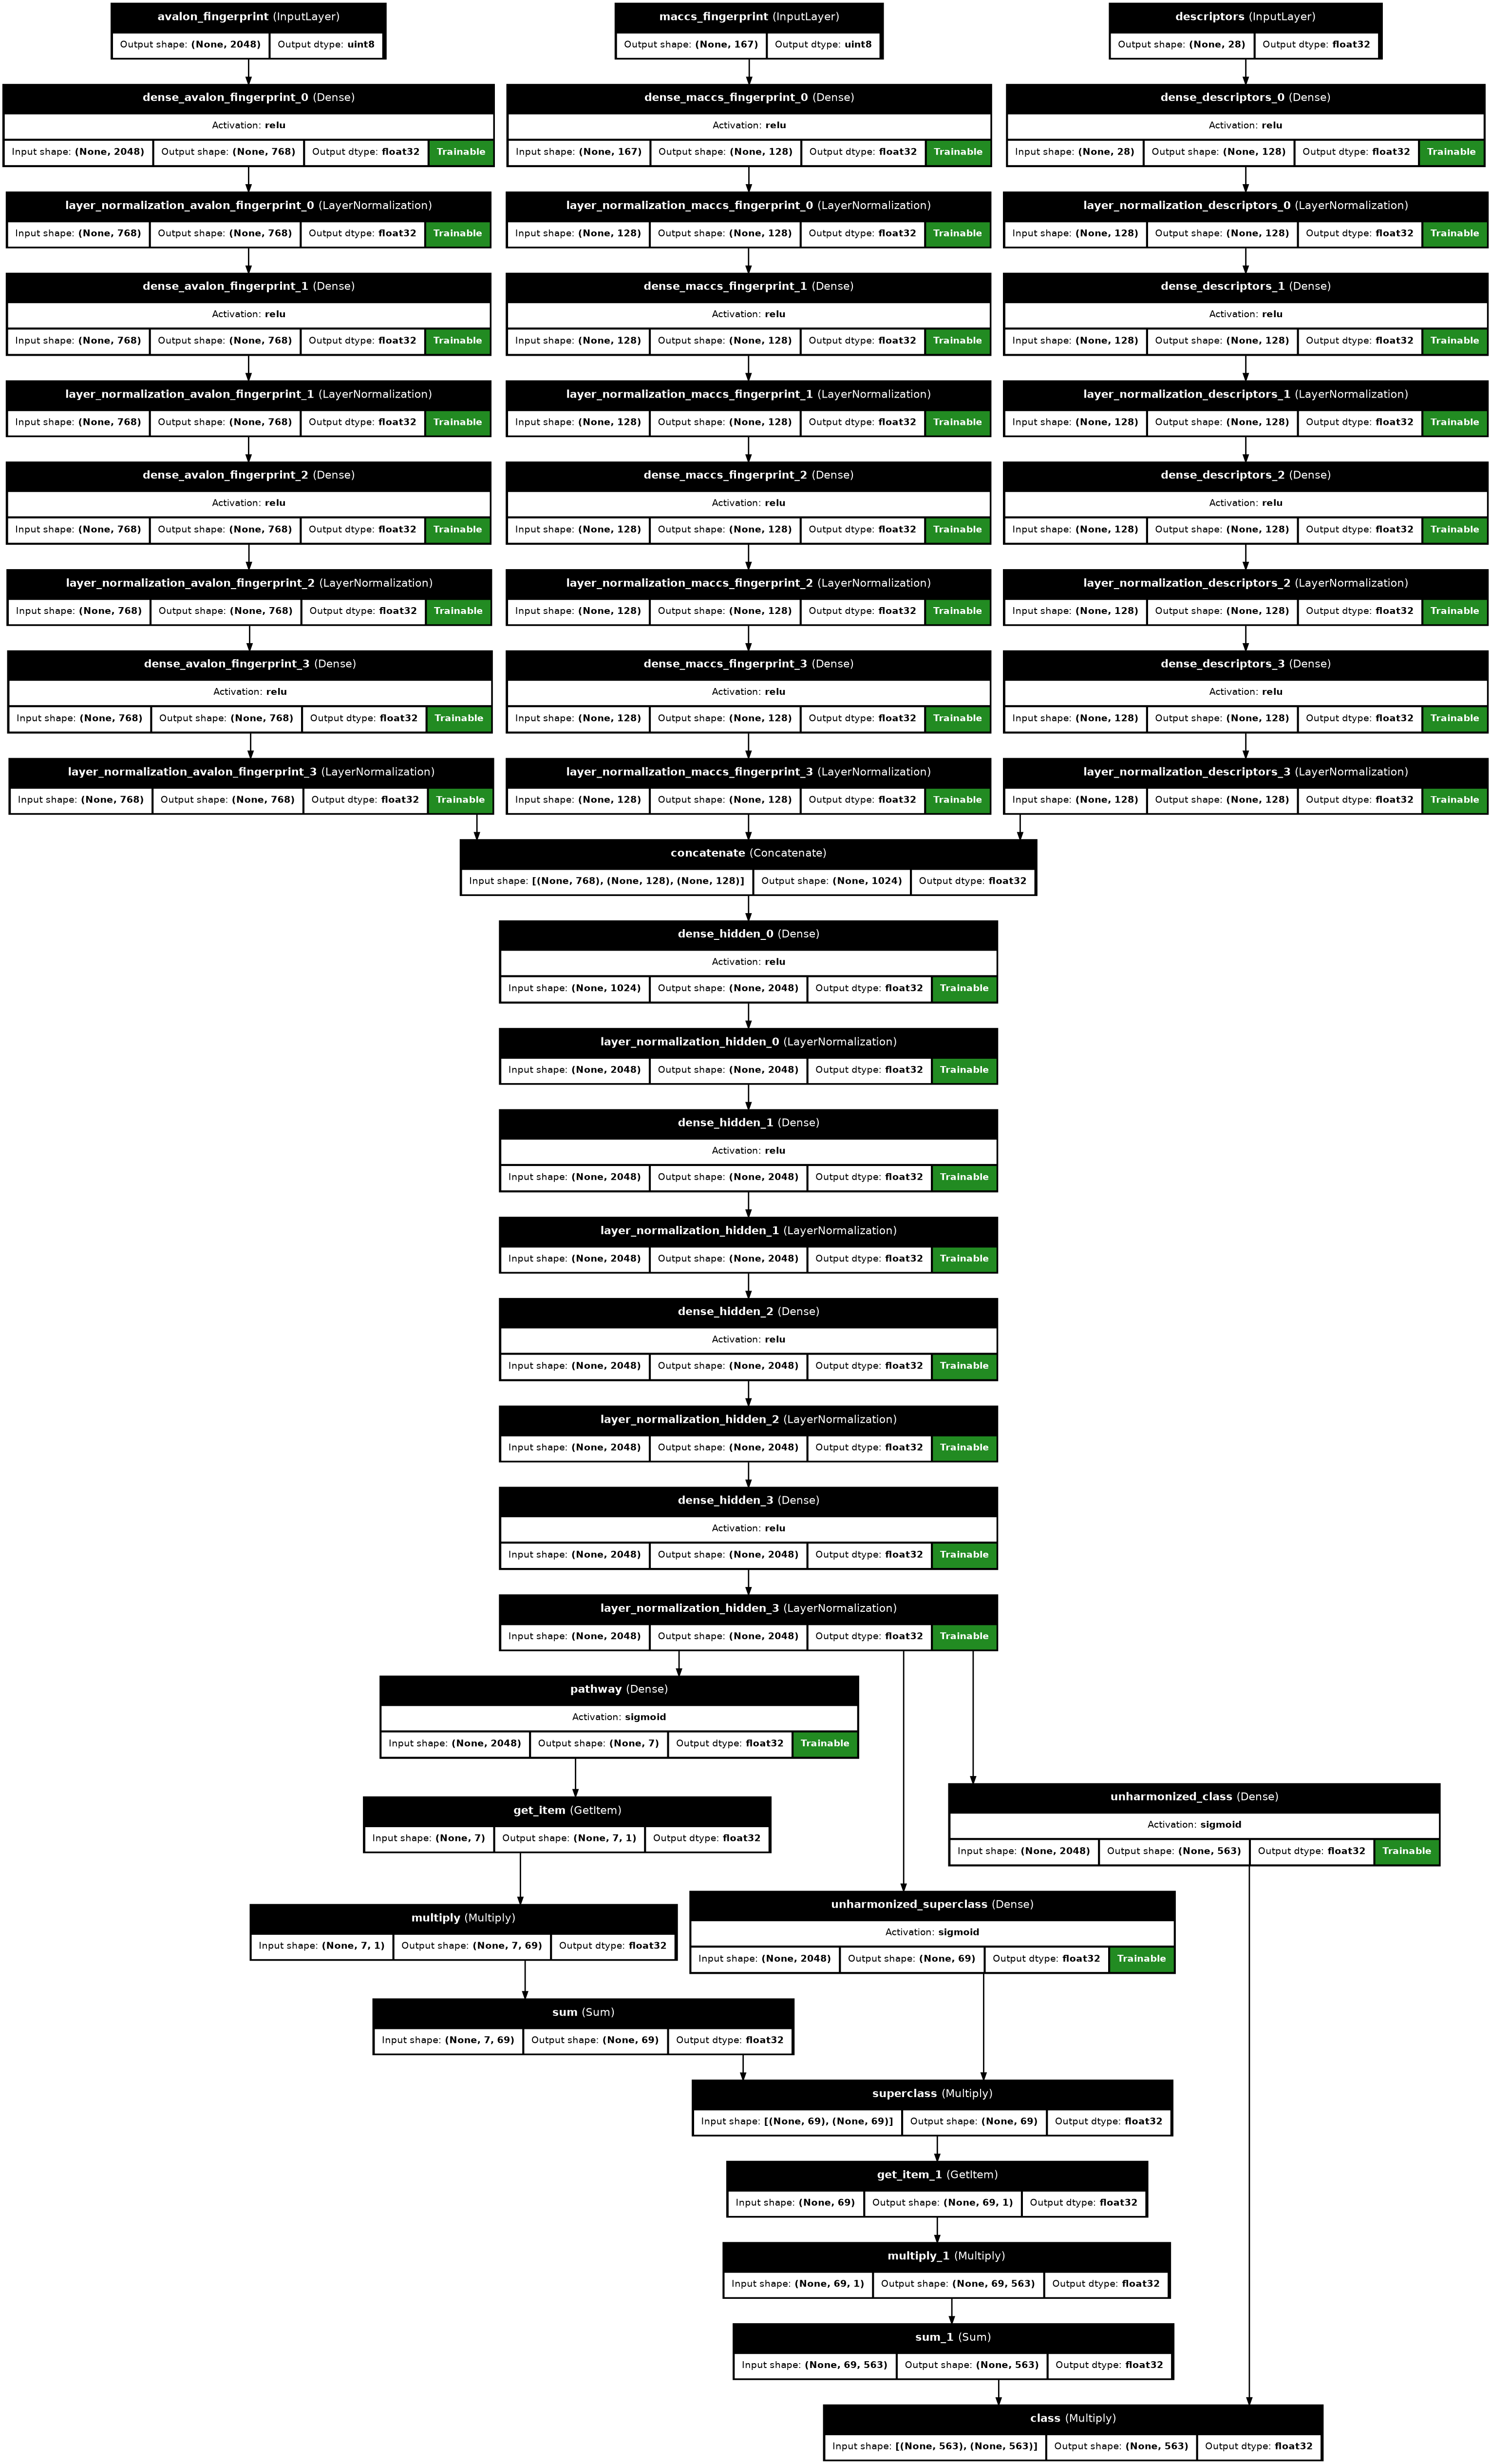 avalon_fingerprint (InputLayer)
Output shape: (None, 2048) Output dtype: uint8
maccs_fingerprint (InputLayer)
Output shape: (None, 167) Output dtype: uint8
descriptors (InputLayer)
Output shape: (None, 28) Output dtype: float32
dense_avalon_fingerprint_0 (Dense)
Activation: relu
Input shape: (None, 2048) Output shape: (None, 768) Output dtype: float32 Trainable
dense_maccs_fingerprint_0 (Dense)
Activation: relu
Input shape: (None, 167) Output shape: (None, 128) Output dtype: float32 Trainable
dense_descriptors_0 (Dense)
Activation: relu
Input shape: (None, 28) Output shape: (None, 128) Output dtype: float32 Trainable
layer_normalization_avalon_fingerprint_0 (LayerNormalization)
Input shape: (None, 768) Output shape: (None, 768) Output dtype: float32 Trainable
layer_normalization_maccs_fingerprint_0 (LayerNormalization)
Input shape: (None, 128) Output shape: (None, 128) Output dtype: float32 Trainable
layer_normalization_descriptors_0 (LayerNormalization)
Input shape: (None, 128) Output shape: (None, 128) Output dtype: float32 Trainable
dense_avalon_fingerprint_1 (Dense)
Activation: relu
Input shape: (None, 768) Output shape: (None, 768) Output dtype: float32 Trainable
dense_maccs_fingerprint_1 (Dense)
Activation: relu
Input shape: (None, 128) Output shape: (None, 128) Output dtype: float32 Trainable
dense_descriptors_1 (Dense)
Activation: relu
Input shape: (None, 128) Output shape: (None, 128) Output dtype: float32 Trainable
layer_normalization_avalon_fingerprint_1 (LayerNormalization)
Input shape: (None, 768) Output shape: (None, 768) Output dtype: float32 Trainable
layer_normalization_maccs_fingerprint_1 (LayerNormalization)
Input shape: (None, 128) Output shape: (None, 128) Output dtype: float32 Trainable
layer_normalization_descriptors_1 (LayerNormalization)
Input shape: (None, 128) Output shape: (None, 128) Output dtype: float32 Trainable
dense_avalon_fingerprint_2 (Dense)
Activation: relu
Input shape: (None, 768) Output shape: (None, 768) Output dtype: float32 Trainable
dense_maccs_fingerprint_2 (Dense)
Activation: relu
Input shape: (None, 128) Output shape: (None, 128) Output dtype: float32 Trainable
dense_descriptors_2 (Dense)
Activation: relu
Input shape: (None, 128) Output shape: (None, 128) Output dtype: float32 Trainable
layer_normalization_avalon_fingerprint_2 (LayerNormalization)
Input shape: (None, 768) Output shape: (None, 768) Output dtype: float32 Trainable
layer_normalization_maccs_fingerprint_2 (LayerNormalization)
Input shape: (None, 128) Output shape: (None, 128) Output dtype: float32 Trainable
layer_normalization_descriptors_2 (LayerNormalization)
Input shape: (None, 128) Output shape: (None, 128) Output dtype: float32 Trainable
dense_avalon_fingerprint_3 (Dense)
Activation: relu
Input shape: (None, 768) Output shape: (None, 768) Output dtype: float32 Trainable
dense_maccs_fingerprint_3 (Dense)
Activation: relu
Input shape: (None, 128) Output shape: (None, 128) Output dtype: float32 Trainable
dense_descriptors_3 (Dense)
Activation: relu
Input shape: (None, 128) Output shape: (None, 128) Output dtype: float32 Trainable
layer_normalization_avalon_fingerprint_3 (LayerNormalization)
Input shape: (None, 768) Output shape: (None, 768) Output dtype: float32 Trainable
layer_normalization_maccs_fingerprint_3 (LayerNormalization)
Input shape: (None, 128) Output shape: (None, 128) Output dtype: float32 Trainable
layer_normalization_descriptors_3 (LayerNormalization)
Input shape: (None, 128) Output shape: (None, 128) Output dtype: float32 Trainable
concatenate (Concatenate)
Input shape: [(None, 768), (None, 128), (None, 128)] Output shape: (None, 1024) Output dtype: float32
dense_hidden_0 (Dense)
Activation: relu
Input shape: (None, 1024) Output shape: (None, 2048) Output dtype: float32 Trainable
layer_normalization_hidden_0 (LayerNormalization)
Input shape: (None, 2048) Output shape: (None, 2048) Output dtype: float32 Trainable
dense_hidden_1 (Dense)
Activation: relu
Input shape: (None, 2048) Output shape: (None, 2048) Output dtype: float32 Trainable
layer_normalization_hidden_1 (LayerNormalization)
Input shape: (None, 2048) Output shape: (None, 2048) Output dtype: float32 Trainable
dense_hidden_2 (Dense)
Activation: relu
Input shape: (None, 2048) Output shape: (None, 2048) Output dtype: float32 Trainable
layer_normalization_hidden_2 (LayerNormalization)
Input shape: (None, 2048) Output shape: (None, 2048) Output dtype: float32 Trainable
dense_hidden_3 (Dense)
Activation: relu
Input shape: (None, 2048) Output shape: (None, 2048) Output dtype: float32 Trainable
layer_normalization_hidden_3 (LayerNormalization)
Input shape: (None, 2048) Output shape: (None, 2048) Output dtype: float32 Trainable
pathway (Dense)
Activation: sigmoid
Input shape: (None, 2048) Output shape: (None, 7) Output dtype: float32 Trainable
get_item (GetItem)
Input shape: (None, 7) Output shape: (None, 7, 1) Output dtype: float32
unharmonized_class (Dense)
Activation: sigmoid
Input shape: (None, 2048) Output shape: (None, 563) Output dtype: float32 Trainable
multiply (Multiply)
Input shape: (None, 7, 1) Output shape: (None, 7, 69) Output dtype: float32
unharmonized_superclass (Dense)
Activation: sigmoid
Input shape: (None, 2048) Output shape: (None, 69) Output dtype: float32 Trainable
sum (Sum)
Input shape: (None, 7, 69) Output shape: (None, 69) Output dtype: float32
superclass (Multiply)
Input shape: [(None, 69), (None, 69)] Output shape: (None, 69) Output dtype: float32
get_item_1 (GetItem)
Input shape: (None, 69) Output shape: (None, 69, 1) Output dtype: float32
multiply_1 (Multiply)
Input shape: (None, 69, 1) Output shape: (None, 69, 563) Output dtype: float32
sum_1 (Sum)
Input shape: (None, 69, 563) Output shape: (None, 563) Output dtype: float32
class (Multiply)
Input shape: [(None, 563), (None, 563)] Output shape: (None, 563) Output dtype: float32